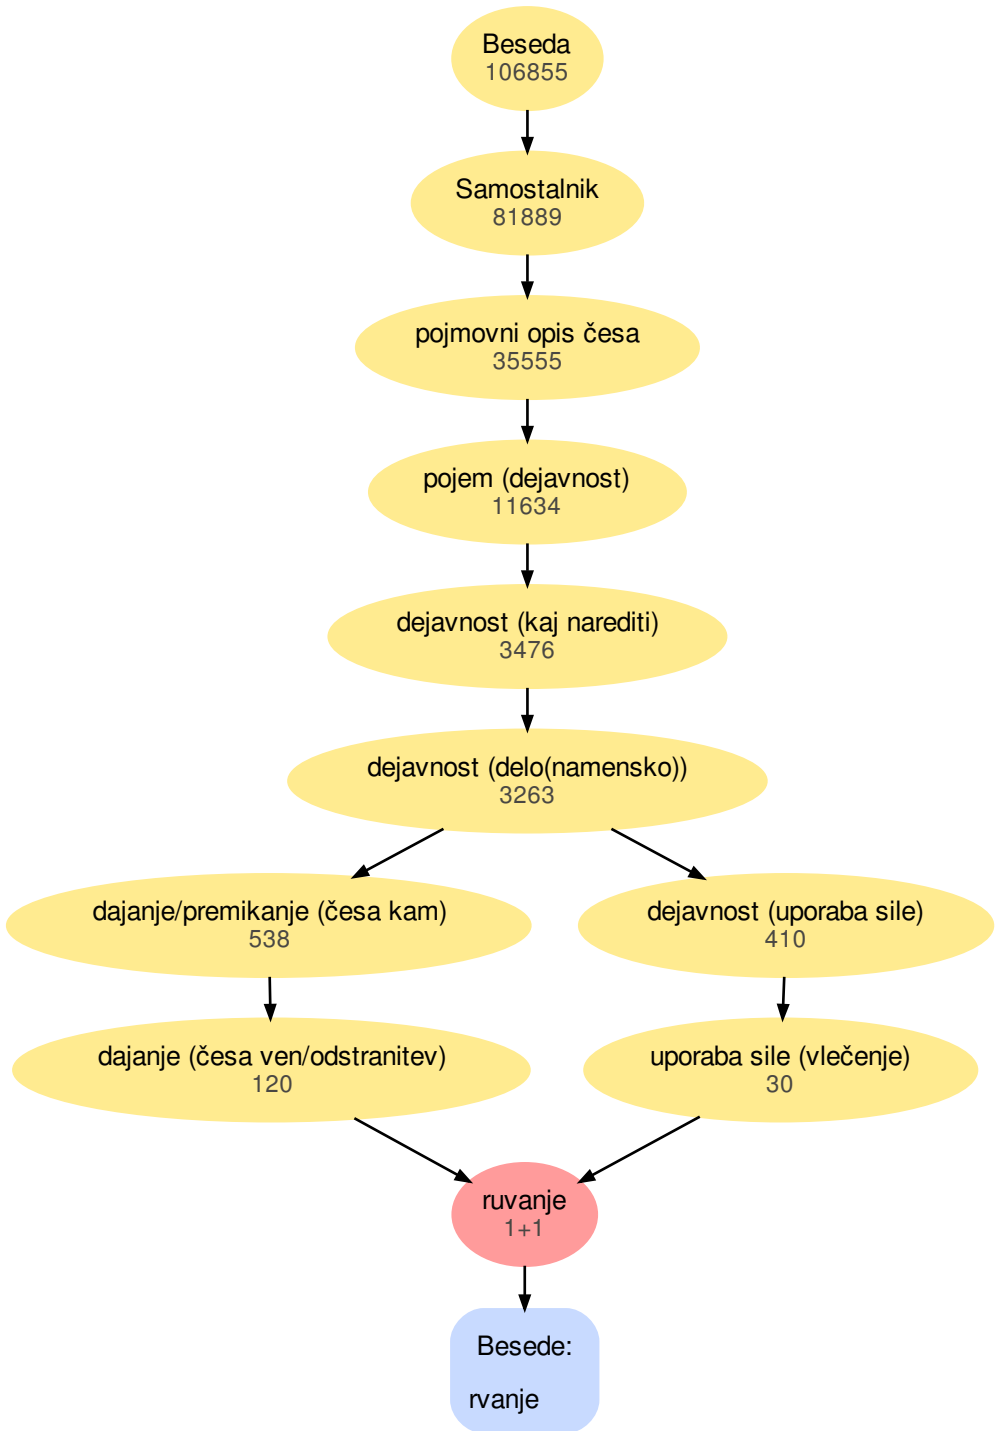 Beseda
106855
Samostalnik
81889
pojmovni opis česa
35555
pojem (dejavnost)
11634
dejavnost (kaj narediti)
3476
dejavnost (delo(namensko))
3263
dajanje/premikanje (česa kam)
538
dejavnost (uporaba sile)
410
dajanje (česa ven/odstranitev)
120
uporaba sile (vlečenje)
30
ruvanje
1+1
Besede:
rvanje